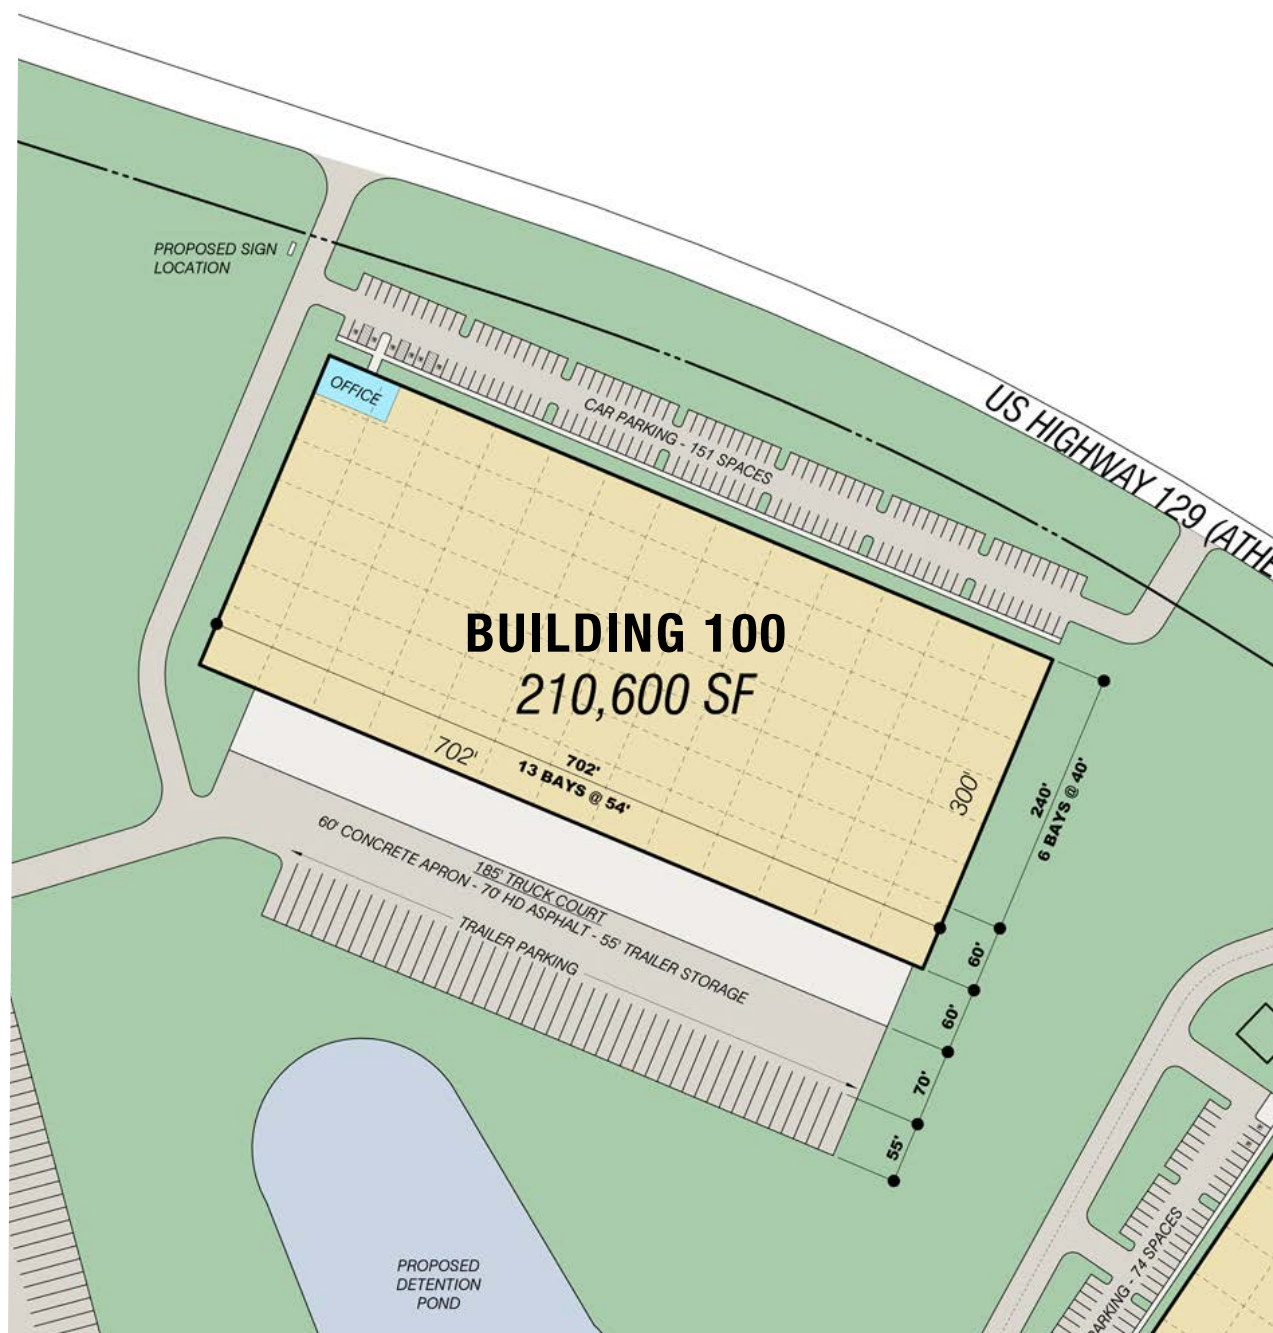 PROPOSED SIGN
LOCATION
OFFICE
CAR PARKING - 151 SPACES
US HIGHWAY 129 (ATHE
BUILDING 100
210,600 SF
702'
702'
13 BAYS @ 54'
300'
240'
6 BAYS @ 40'
185' TRUCK COURT
60' CONCRETE APRON - 70' HD ASPHALT - 55' TRAILER STORAGE
TRAILER PARKING
60'
60'
70'
55'
PROPOSED
DETENTION
POND
PARKING - 74 SPACES